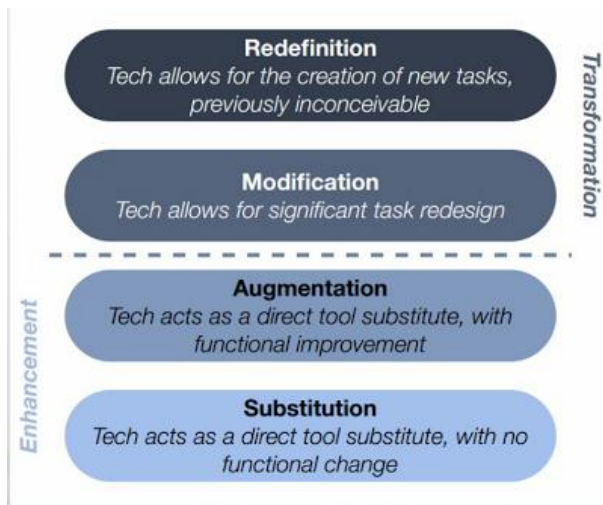 Redefinition
Tech allows for the creation of new tasks,
previously inconceivable
Modification
Tech allows for significant task redesign
Transformation
Augmentation
Tech acts as a direct tool substitute, with
functional improvement
Substitution
Tech acts as a direct tool substitute, with no
functional change
Enhancement